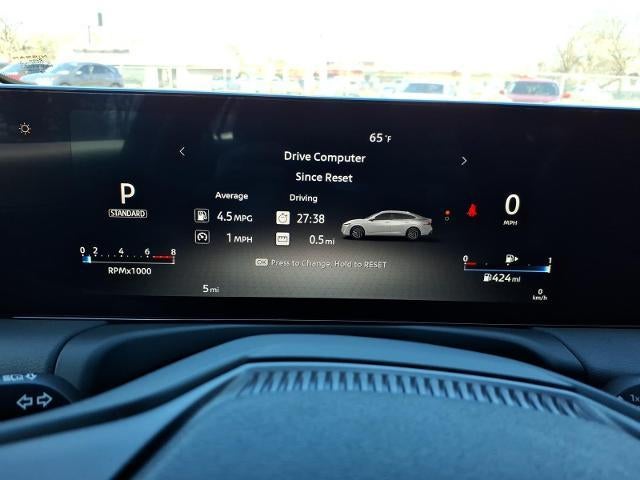 65 °F
Drive Computer
Since Reset
P
STANDARD
Average
4.5 MPG
1 MPH
Driving
27:38
0.5 mi
0
MPH
0 2 4 6 8
RPMx1000
OK Press to Change, Hold to RESET
0 1
424 mi
5 mi
0
km/h
1x